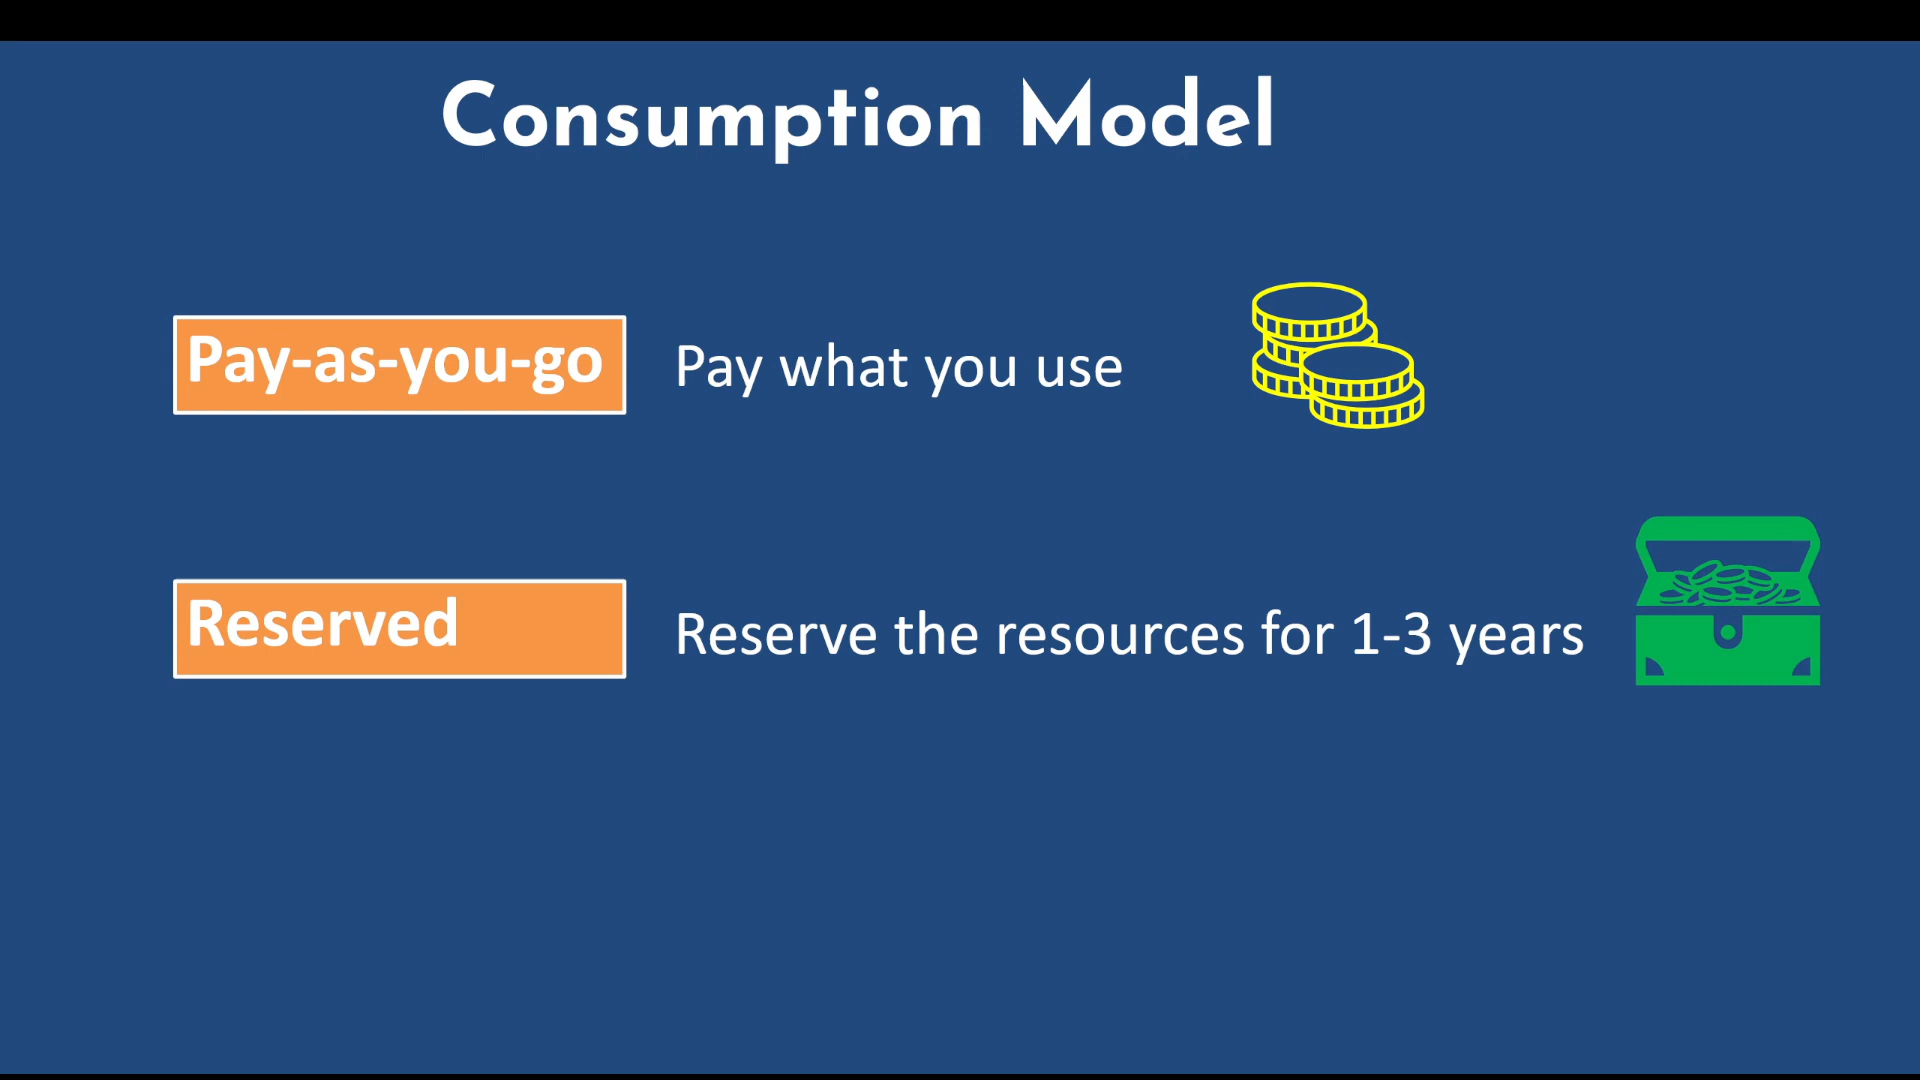 Consumption Model
Pay-as-you-go
Pay what you use
Reserved
Reserve the resources for 1-3 years